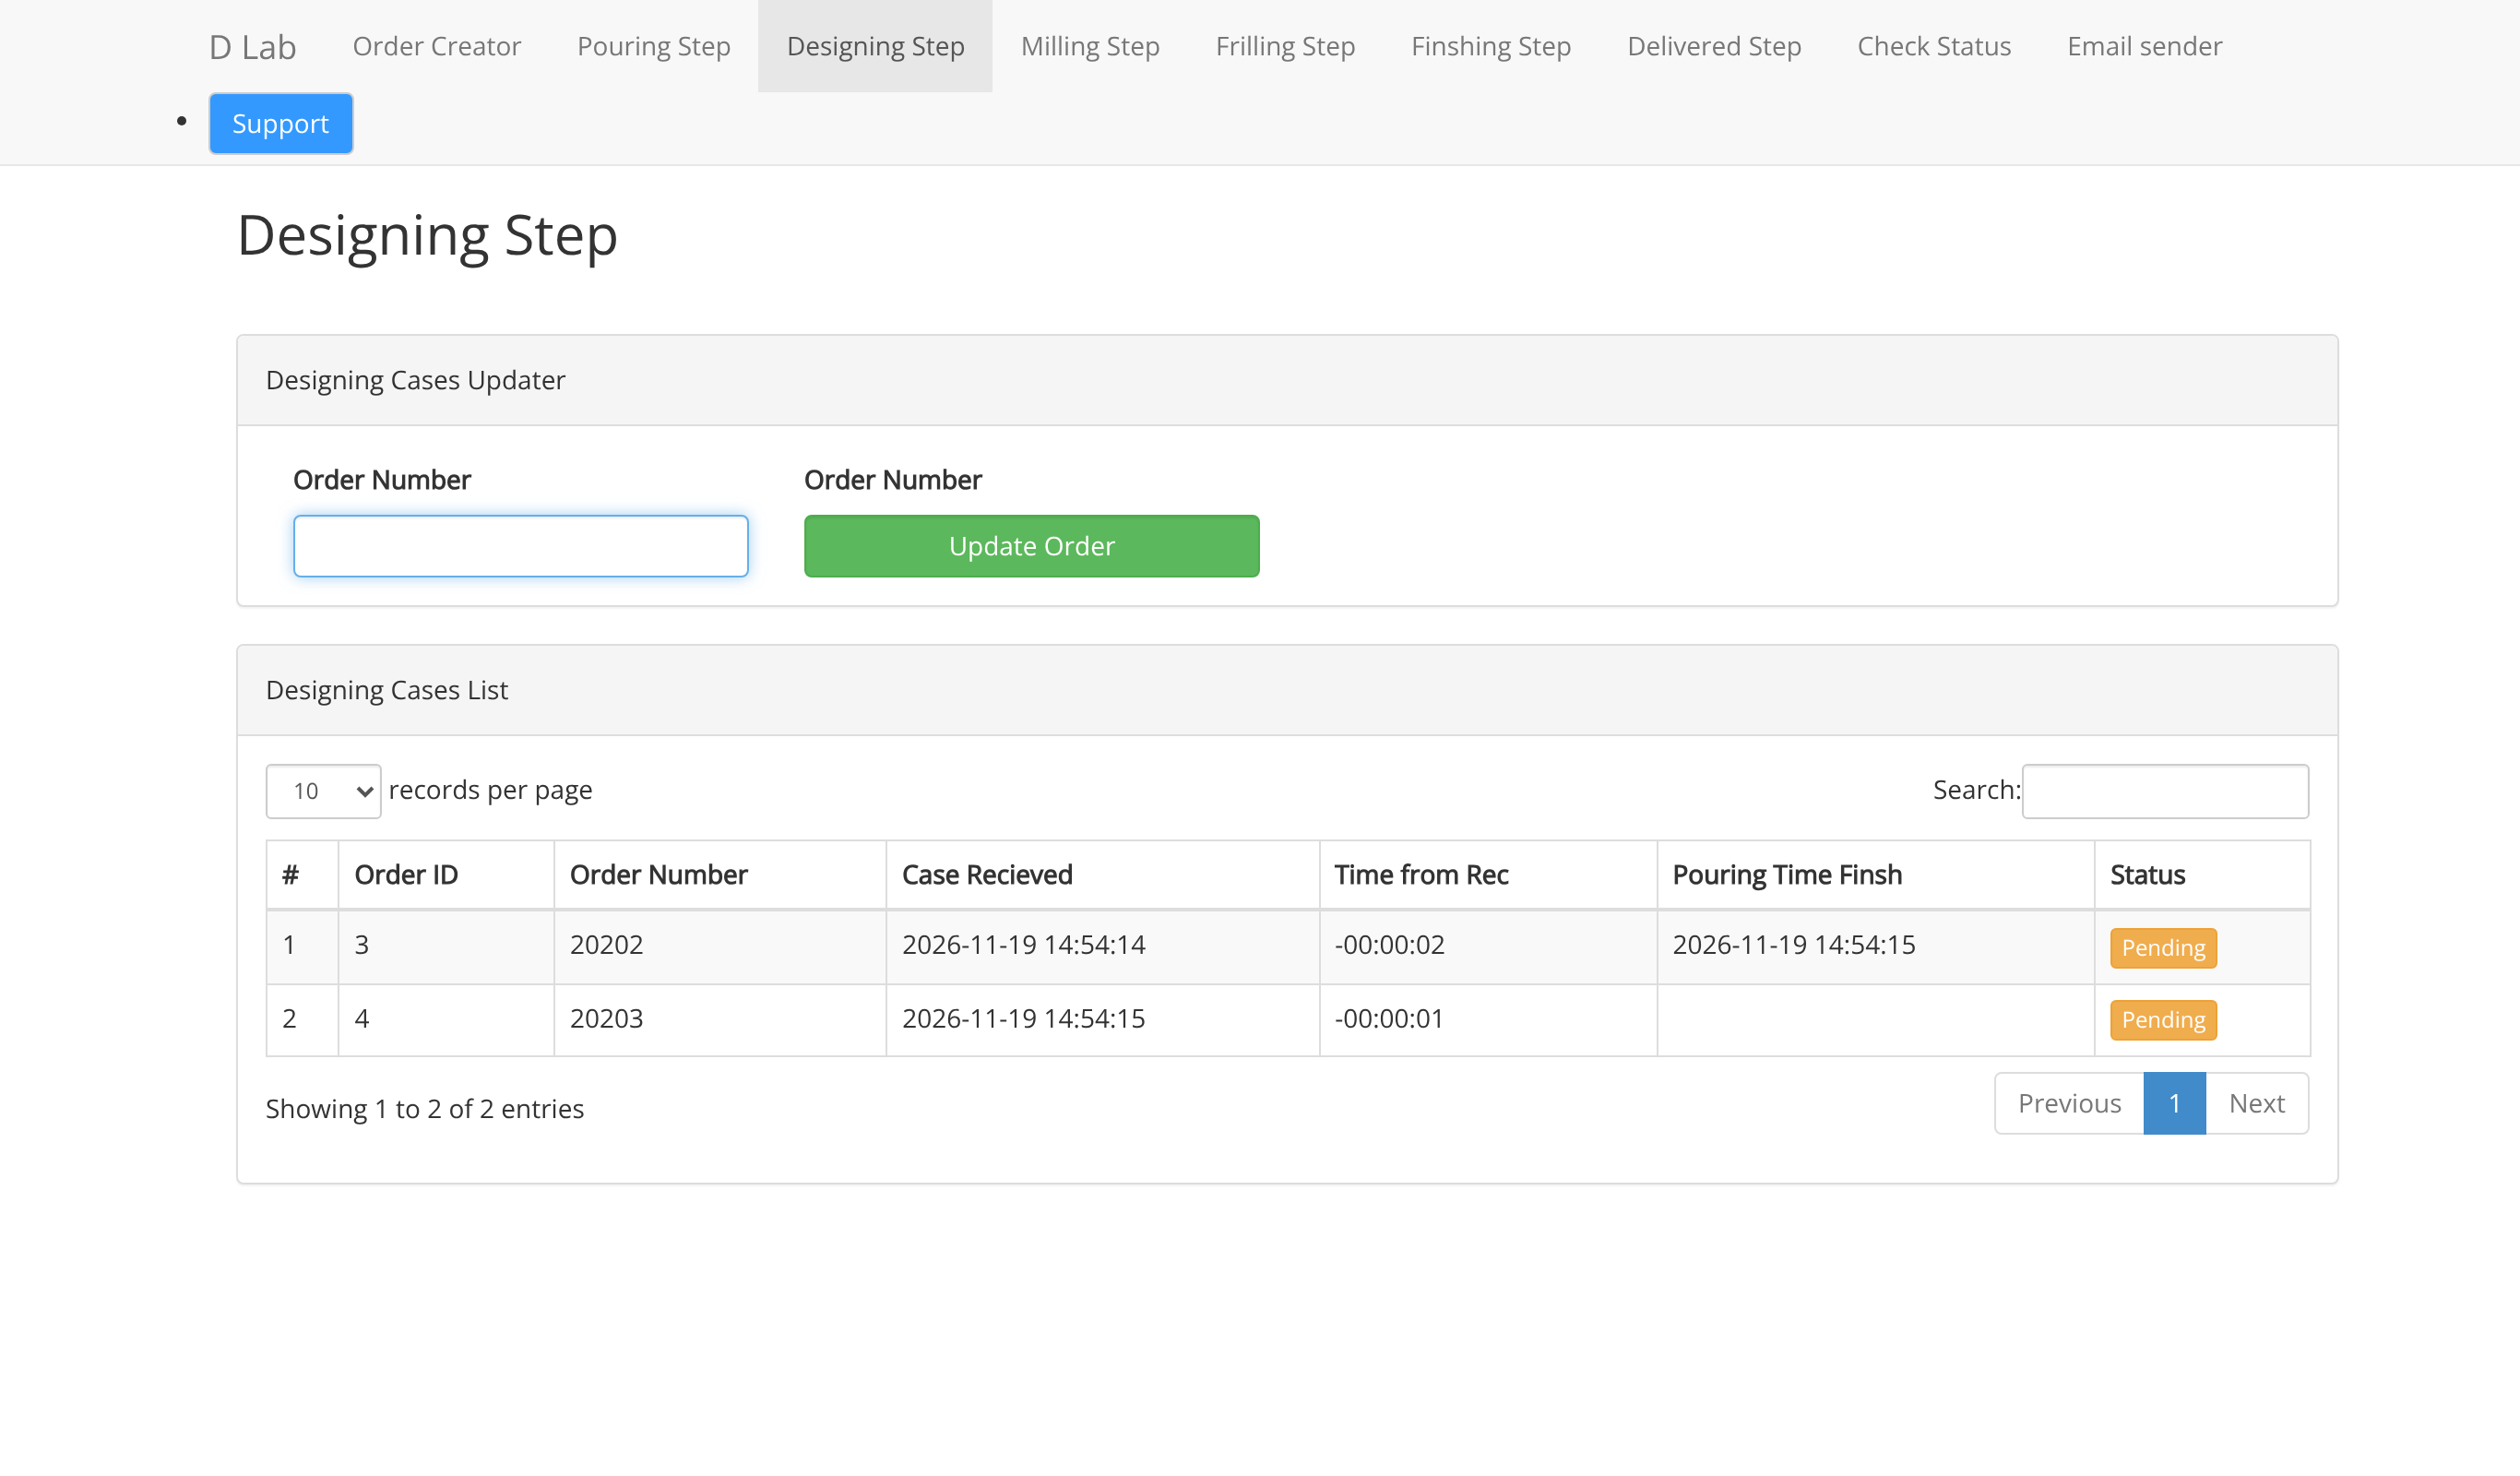 D Lab Order Creator Pouring Step Designing Step Milling Step Frilling Step Finshing Step Delivered Step Check Status Email sender
Support
Designing Step
Designing Cases Updater
Order Number Order Number
Update Order
Designing Cases List
10 records per page Search:
# Order ID Order Number Case Recieved Time from Rec Pouring Time Finsh Status
1 3 20202 2026-11-19 14:54:14 -00:00:02 2026-11-19 14:54:15 Pending
2 4 20203 2026-11-19 14:54:15 -00:00:01 Pending
Showing 1 to 2 of 2 entries Previous 1 Next